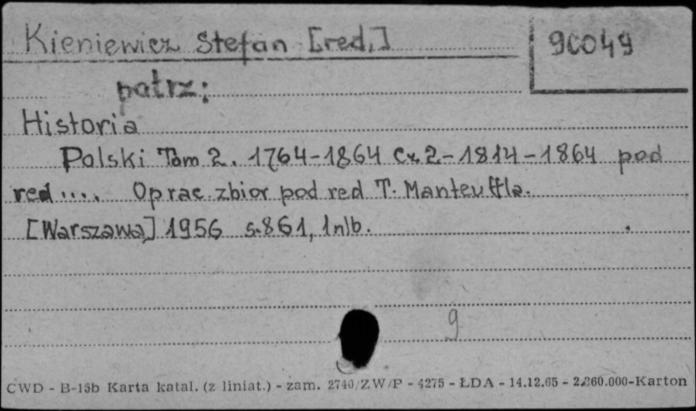 Kieniewicz Stefan [red.] 90049
patrz:
Historia
Polski Tom 2. 1764-1864 Cz. 2-1814-1864 pod
red.... Oprac. zbior pod red T. Manteuffla.
[Warszawa] 1956 s. 861, 1 nlb.
9
CWD - B-15b Karta katal. (z liniat.) - zam. 2740/ZW/P - 4275 - ŁDA - 14.12.65 - 2.260.000-Karton